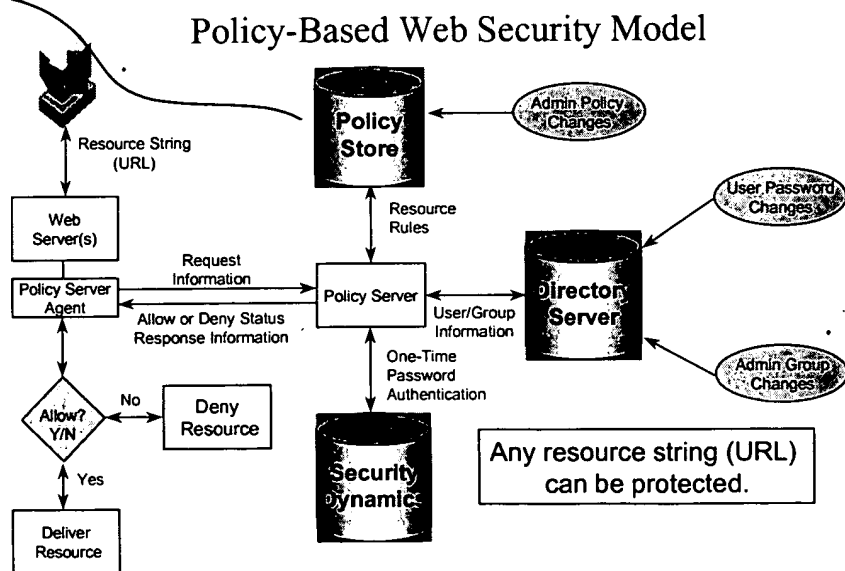 Policy-Based Web Security Model
Resource String
(URL)
Web
Server(s)
Policy Server
Agent
Request
Information
Allow or Deny Status
Response Information
Allow?
Y/N
No
Deny
Resource
Yes
Deliver
Resource
Policy
Store
Admin Policy
Changes
Resource
Rules
Policy Server
User/Group
Information
Director
Server
User Password
Changes
Admin Group
Changes
One-Time
Password
Authentication
Security
Dynamics
Any resource string (URL)
can be protected.